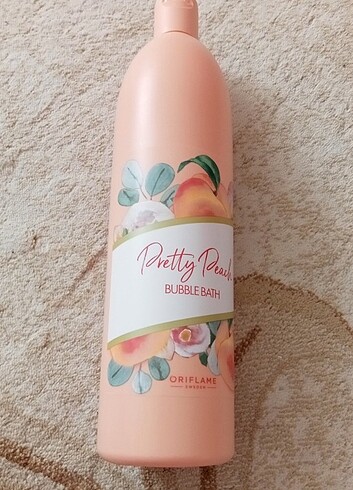 Pretty Peach
BUBBLE BATH
ORIFLAME
SWEDEN